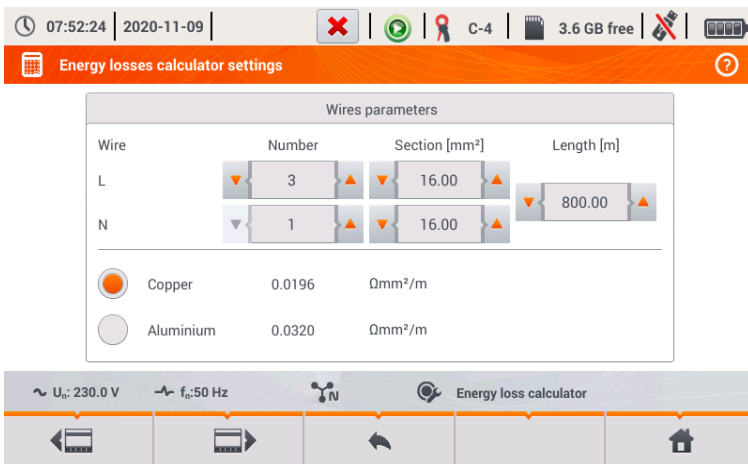 07:52:24 2020-11-09 C-4 3.6 GB free
Energy losses calculator settings ?
Wires parameters
Wire Number Section [mm²] Length [m]
L 3 16.00
800.00
N 1 16.00
Copper 0.0196 Ωmm²/m
Aluminium 0.0320 Ωmm²/m
Uₙ: 230.0 V fₙ:50 Hz N Energy loss calculator